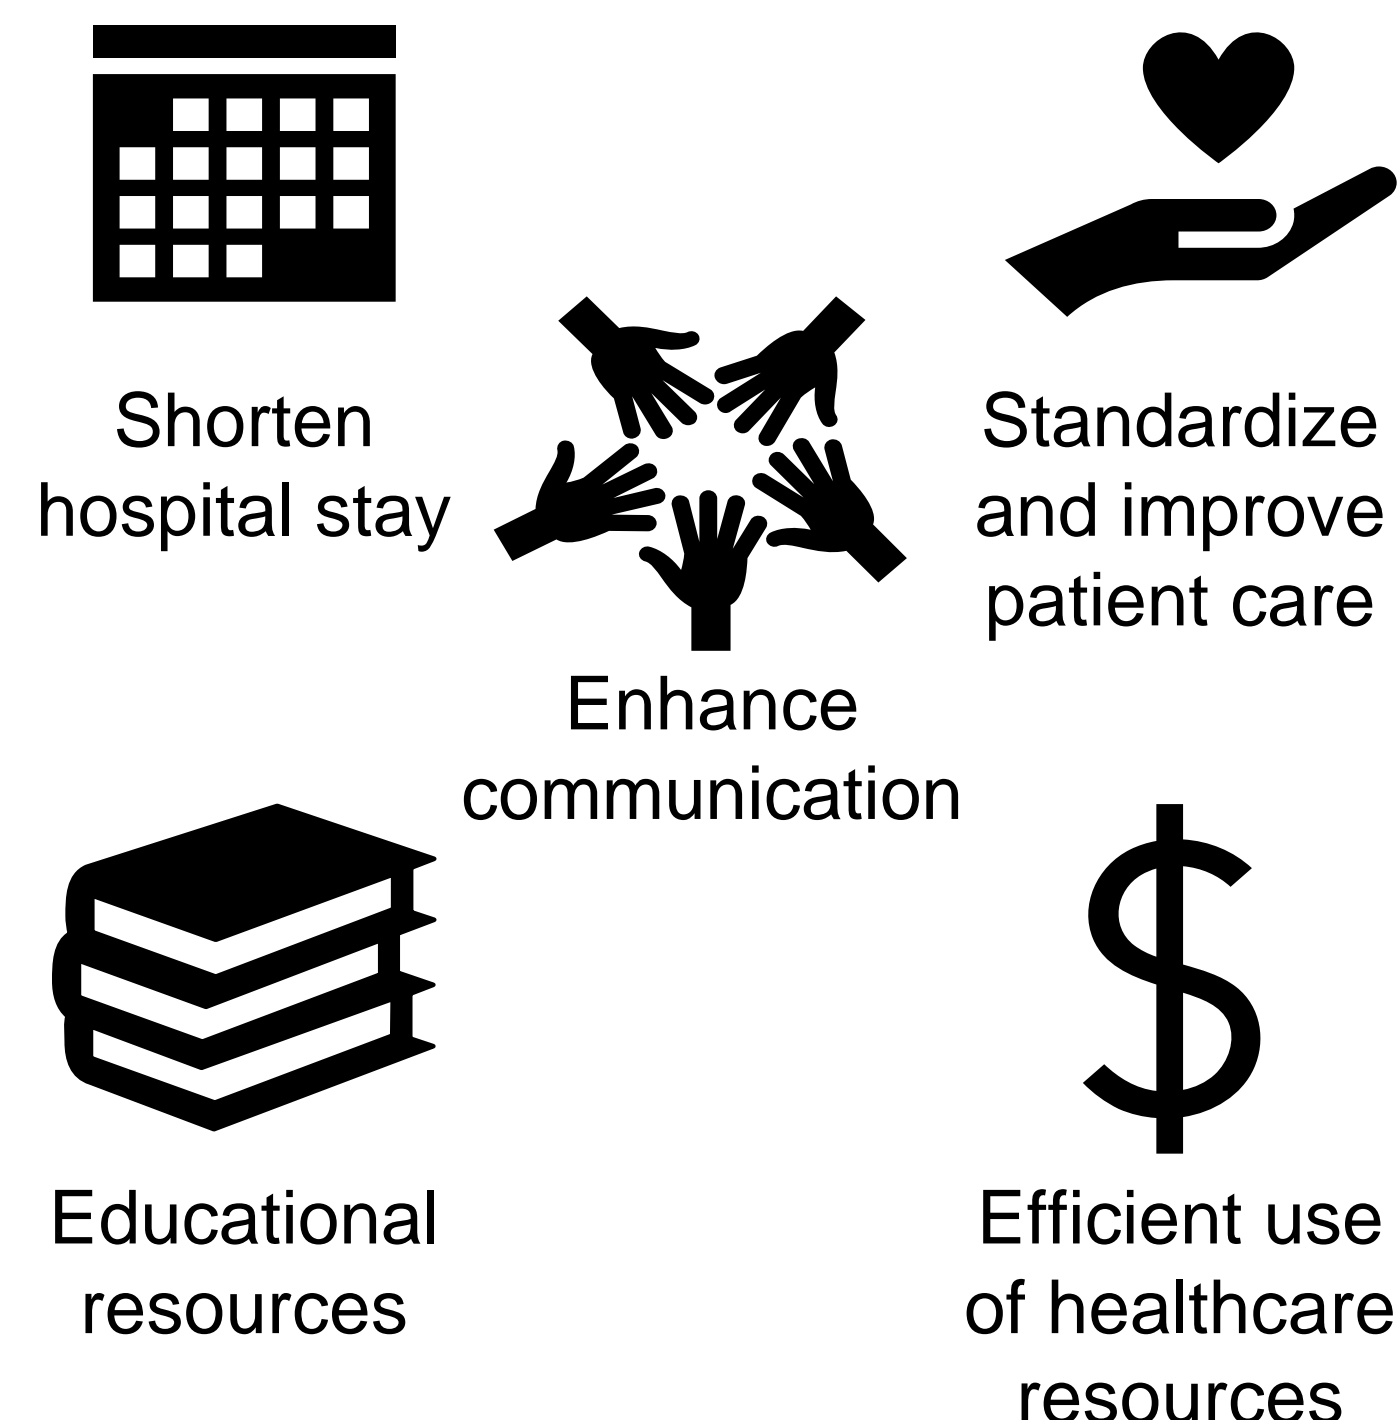 Shorten
hospital stay
Standardize
and improve
patient care
Enhance
communication
Educational
resources
Efficient use
of healthcare
resources